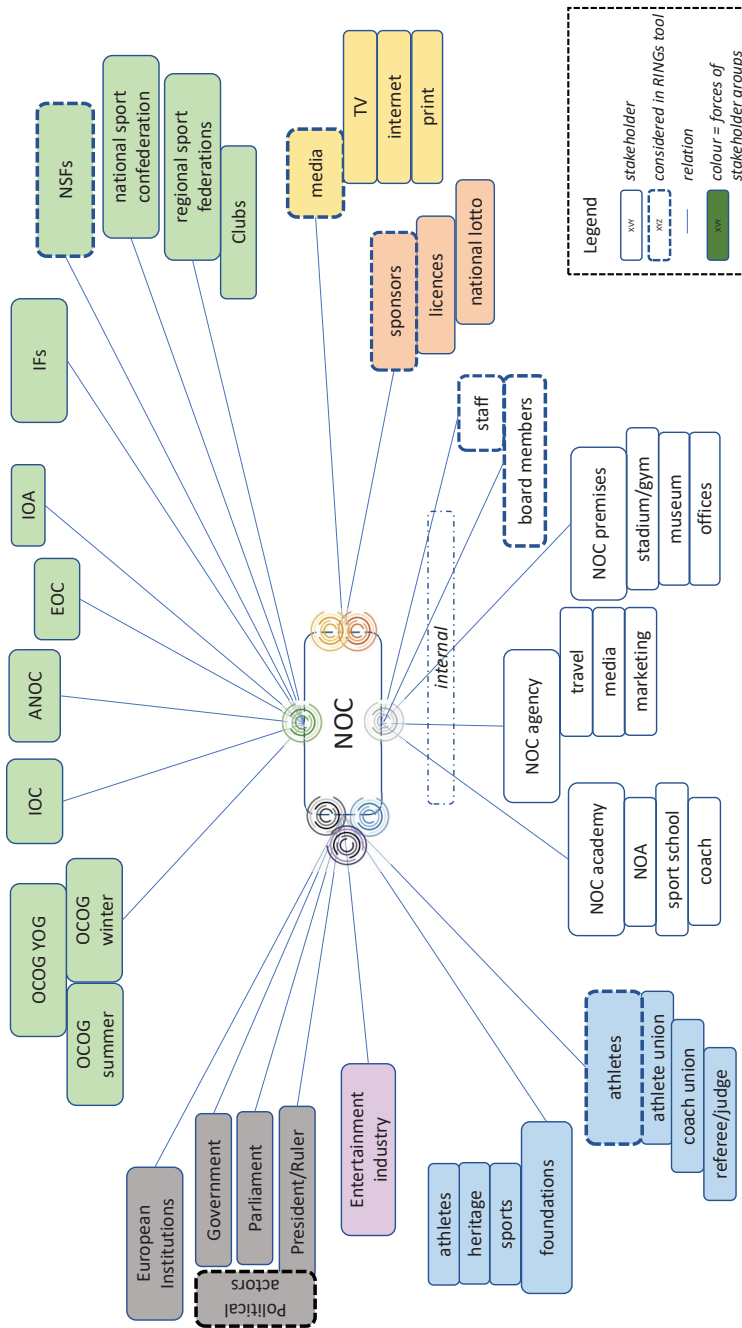 OCOG YOG
OCOG
summer
OCOG
winter
IOC
ANOC
EOC
IOA
IFs
NSFs
national sport
confederation
regional sport
federations
Clubs
European
Institutions
Government
Parliament
President/Ruler
Political
actors
Entertainment
industry
NOC
media
TV
internet
print
sponsors
licences
national lotto
internal
staff
board members
athletes
heritage
sports
foundations
athletes
athlete union
coach union
referee/judge
NOC academy
NOA
sport school
coach
NOC agency
travel
media
marketing
NOC premises
stadium/gym
museum
offices
Legend
xyz
stakeholder
xyz
considered in RINGs tool
relation
xyz
colour = forces of
stakeholder groups